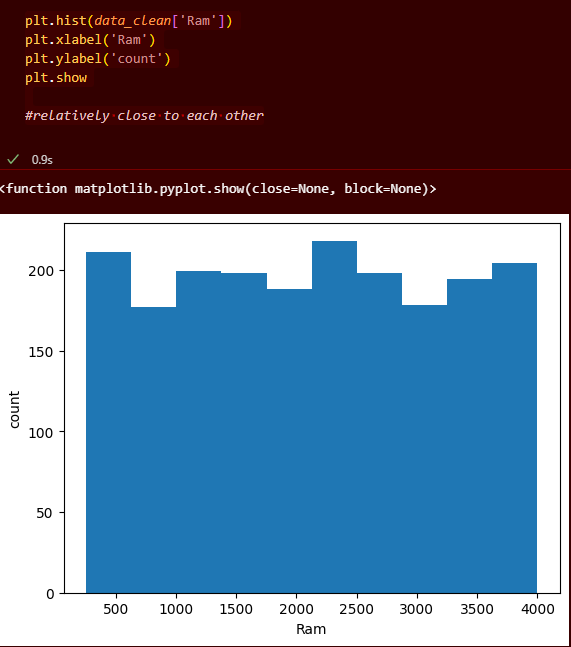 plt.hist(data_clean['Ram'])
plt.xlabel('Ram')
plt.ylabel('count')
plt.show
#relatively close to each other
0.9s
<function matplotlib.pyplot.show(close=None, block=None)>
200
150
100
50
0
count
500 1000 1500 2000 2500 3000 3500 4000
Ram